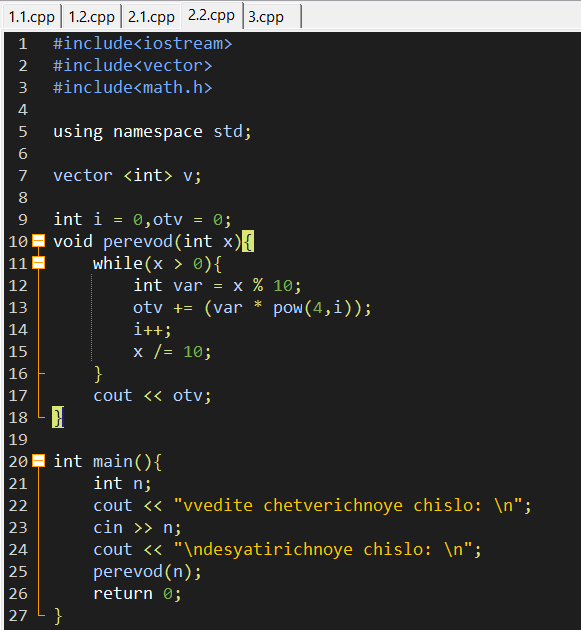 1.1.cpp 1.2.cpp 2.1.cpp 2.2.cpp 3.cpp
1 #include<iostream>
2 #include<vector>
3 #include<math.h>
4
5 using namespace std;
6
7 vector <int> v;
8
9 int i = 0,otv = 0;
10 void perevod(int x){
11     while(x > 0){
12         int var = x % 10;
13         otv += (var * pow(4,i));
14         i++;
15         x /= 10;
16     }
17     cout << otv;
18 }
19
20 int main(){
21     int n;
22     cout << "vvedite chetverichnoye chislo: \n";
23     cin >> n;
24     cout << "\ndesyatirichnoye chislo: \n";
25     perevod(n);
26     return 0;
27 }